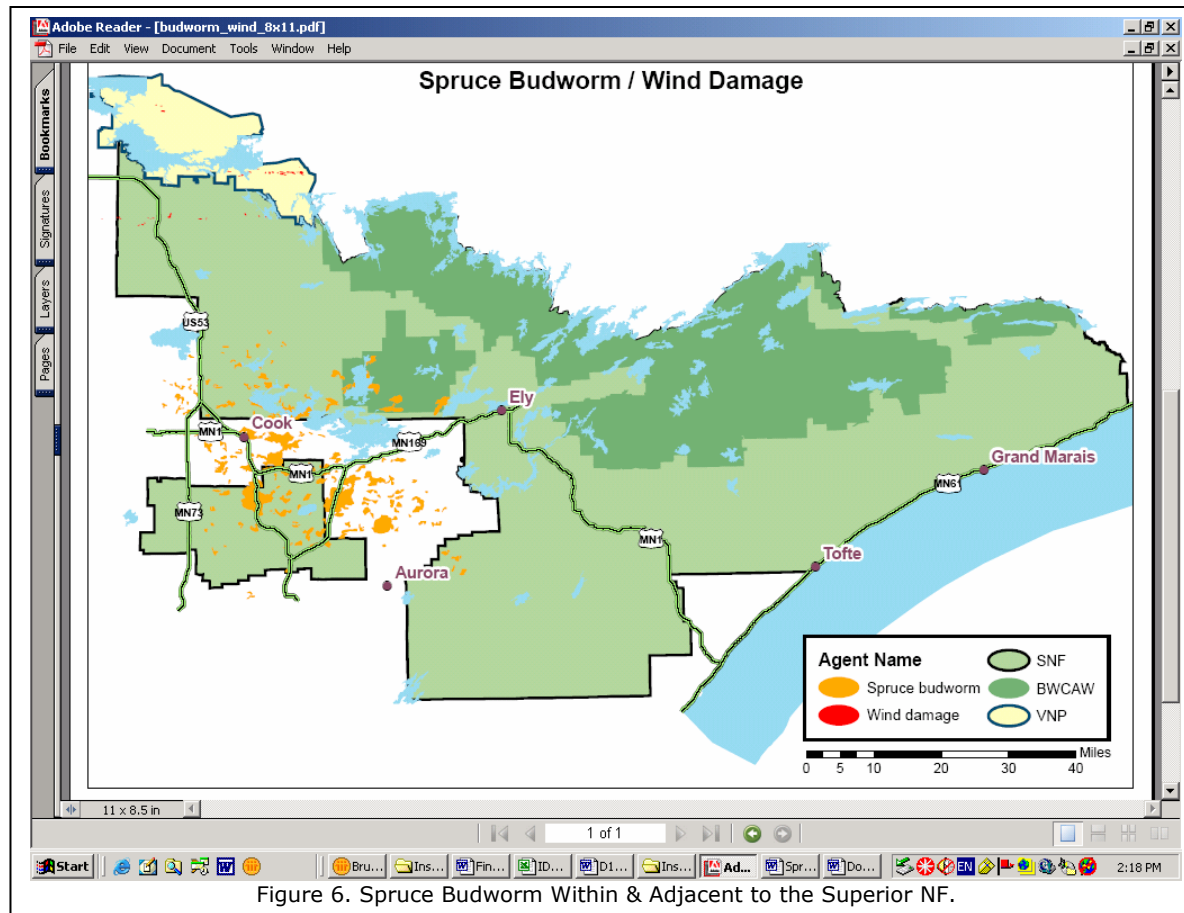 Adobe Reader - [budworm_wind_8x11.pdf]
File Edit View Document Tools Window Help
Bookmarks
Signatures
Layers
Pages
Spruce Budworm / Wind Damage
US53
Ely
Cook
MN1
MN169
MN1
Grand Marais
MN61
MN73
MN1
Tofte
Aurora
Agent Name
Spruce budworm
Wind damage
SNF
BWCAW
VNP
Miles
0 5 10 20 30 40
11 x 8.5 in
1 of 1
Start
Bru...
Ins...
Fin...
ID...
D1...
Ins...
Ad...
Spr...
Do...
EN
2:18 PM
Figure 6. Spruce Budworm Within & Adjacent to the Superior NF.